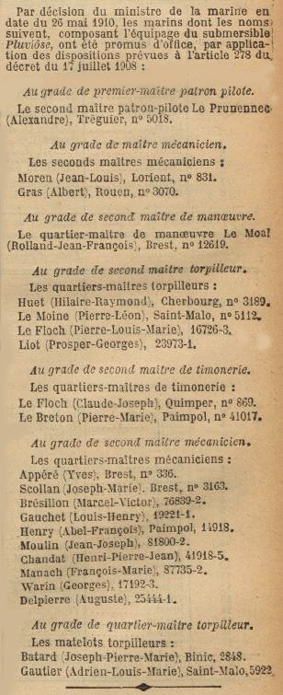 Par décision du ministre de la marine en
date du 26 mai 1910, les marins dont les noms
suivent, composant l'équipage du submersible
Pluviôse, ont été promus d'office, par applica-
tion des dispositions prévues à l'article 278 du
décret du 17 juillet 1908 :
Au grade de premier-maître patron pilote.
Le second maître patron-pilote Le Prunennec
(Alexandre), Tréguier, nº 5018.
Au grade de maître mécanicien.
Les seconds maîtres mécaniciens :
Moren (Jean-Louis), Lorient, nº 831.
Gras (Albert), Rouen, nº 3070.
Au grade de second maître de manœuvre.
Le quartier-maître de manœuvre Le Moal
(Rolland-Jean-François), Brest, nº 12619.
Au grade de second maître torpilleur.
Les quartiers-maîtres torpilleurs :
Huet (Hilaire-Raymond), Cherbourg, nº 3189.
Le Moine (Pierre-Léon), Saint-Malo, nº 5112.
Le Floch (Pierre-Louis-Marie), 16726-3.
Liot (Prosper-Georges), 23973-1.
Au grade de second maître de timonerie.
Les quartiers-maîtres de timonerie :
Le Floch (Claude-Joseph), Quimper, nº 869.
Le Breton (Pierre-Marie), Paimpol, nº 41017.
Au grade de second maître mécanicien.
Les quartiers-maîtres mécaniciens :
Appéré (Yves), Brest, nº 336.
Scollan (Joseph-Marie), Brest, nº 3163.
Brésillon (Marcel-Victor), 76839-2.
Gauchet (Louis-Henry), 19221-1.
Henry (Abel-François), Paimpol, 14918.
Moulin (Jean-Joseph), 81800-2.
Chandat (Henri-Pierre-Jean), 41918-5.
Manach (François-Marie), 87735-2.
Warin (Georges), 17192-3.
Delpierre (Auguste), 25444-1.
Au grade de quartier-maître torpilleur.
Les matelots torpilleurs :
Batard (Joseph-Pierre-Marie), Binic, 2848.
Gautier (Adrien-Louis-Marie), Saint-Malo, 5922